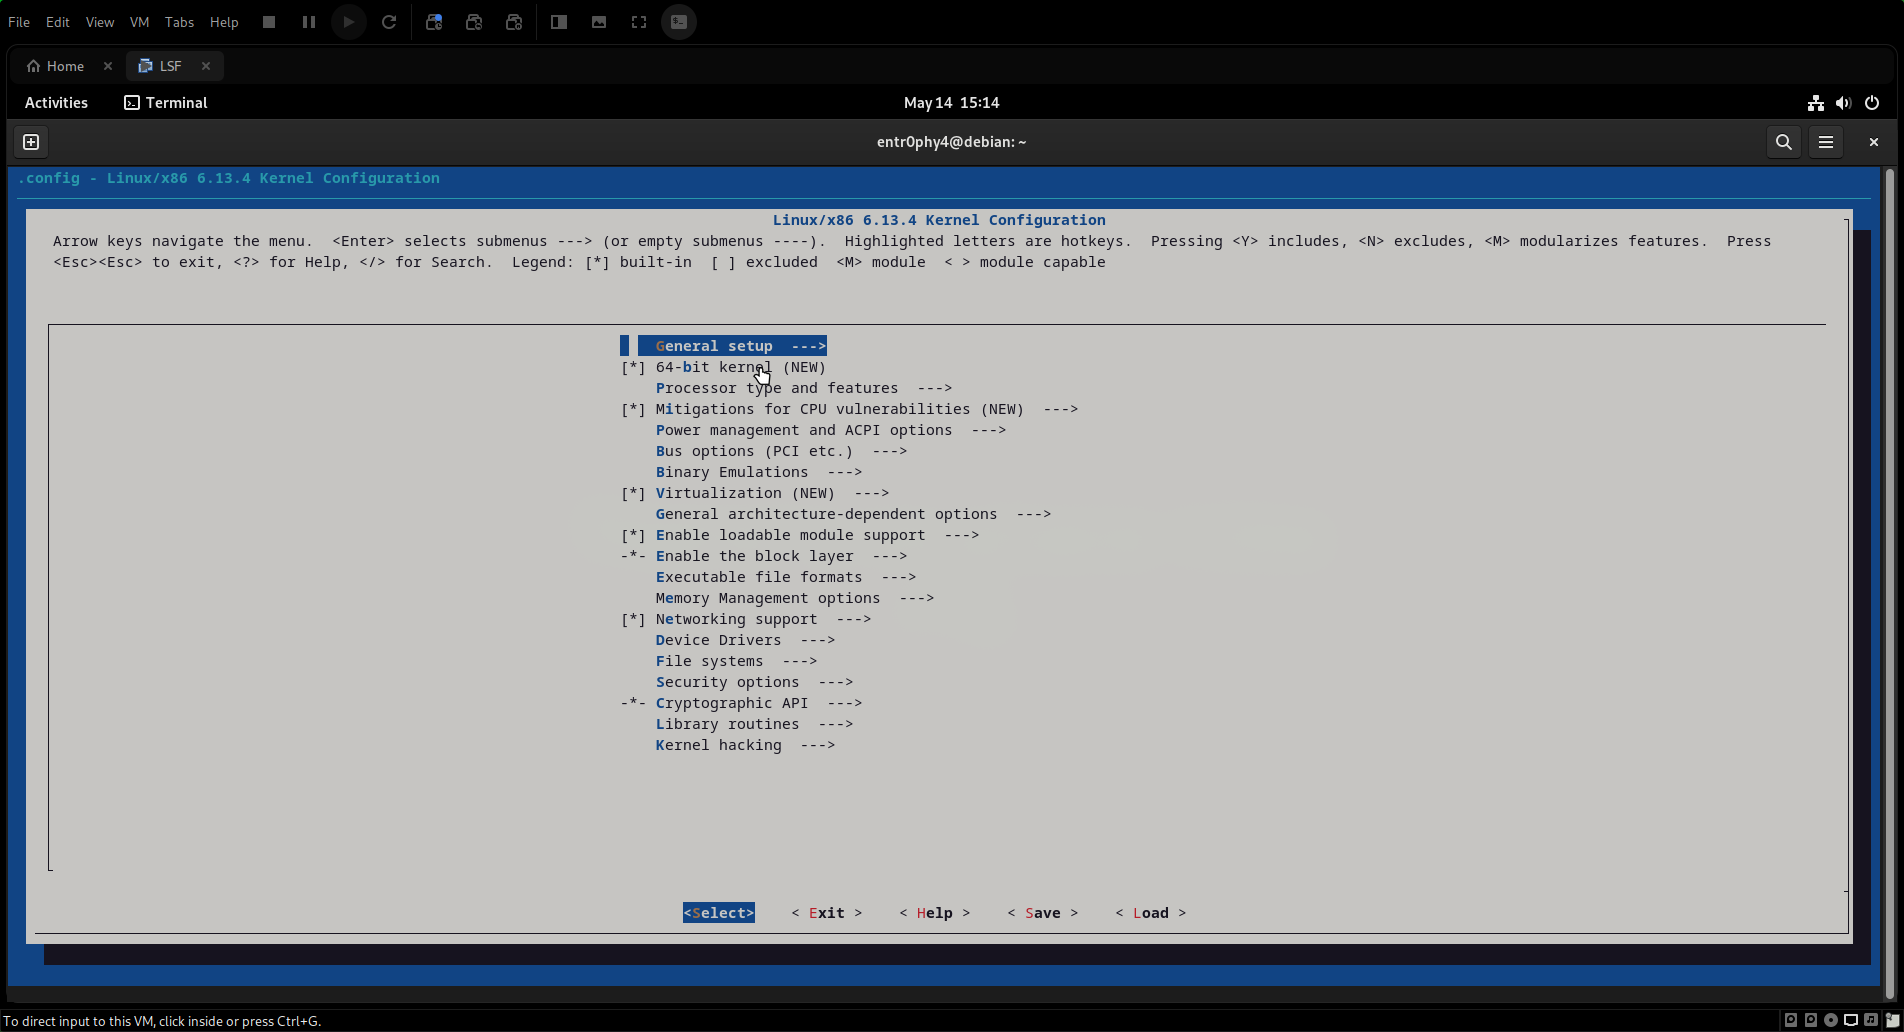 File Edit View VM Tabs Help
Home LSF
Activities Terminal May 14 15:14
entr0phy4@debian: ~
.config - Linux/x86 6.13.4 Kernel Configuration
Linux/x86 6.13.4 Kernel Configuration
Arrow keys navigate the menu. <Enter> selects submenus ---> (or empty submenus ----). Highlighted letters are hotkeys. Pressing <Y> includes, <N> excludes, <M> modularizes features. Press
<Esc><Esc> to exit, <?> for Help, </> for Search. Legend: [*] built-in [ ] excluded <M> module < > module capable
General setup --->
[*] 64-bit kernel (NEW)
Processor type and features --->
[*] Mitigations for CPU vulnerabilities (NEW) --->
Power management and ACPI options --->
Bus options (PCI etc.) --->
Binary Emulations --->
[*] Virtualization (NEW) --->
General architecture-dependent options --->
[*] Enable loadable module support --->
-*- Enable the block layer --->
Executable file formats --->
Memory Management options --->
[*] Networking support --->
Device Drivers --->
File systems --->
Security options --->
-*- Cryptographic API --->
Library routines --->
Kernel hacking --->
<Select> < Exit > < Help > < Save > < Load >
To direct input to this VM, click inside or press Ctrl+G.